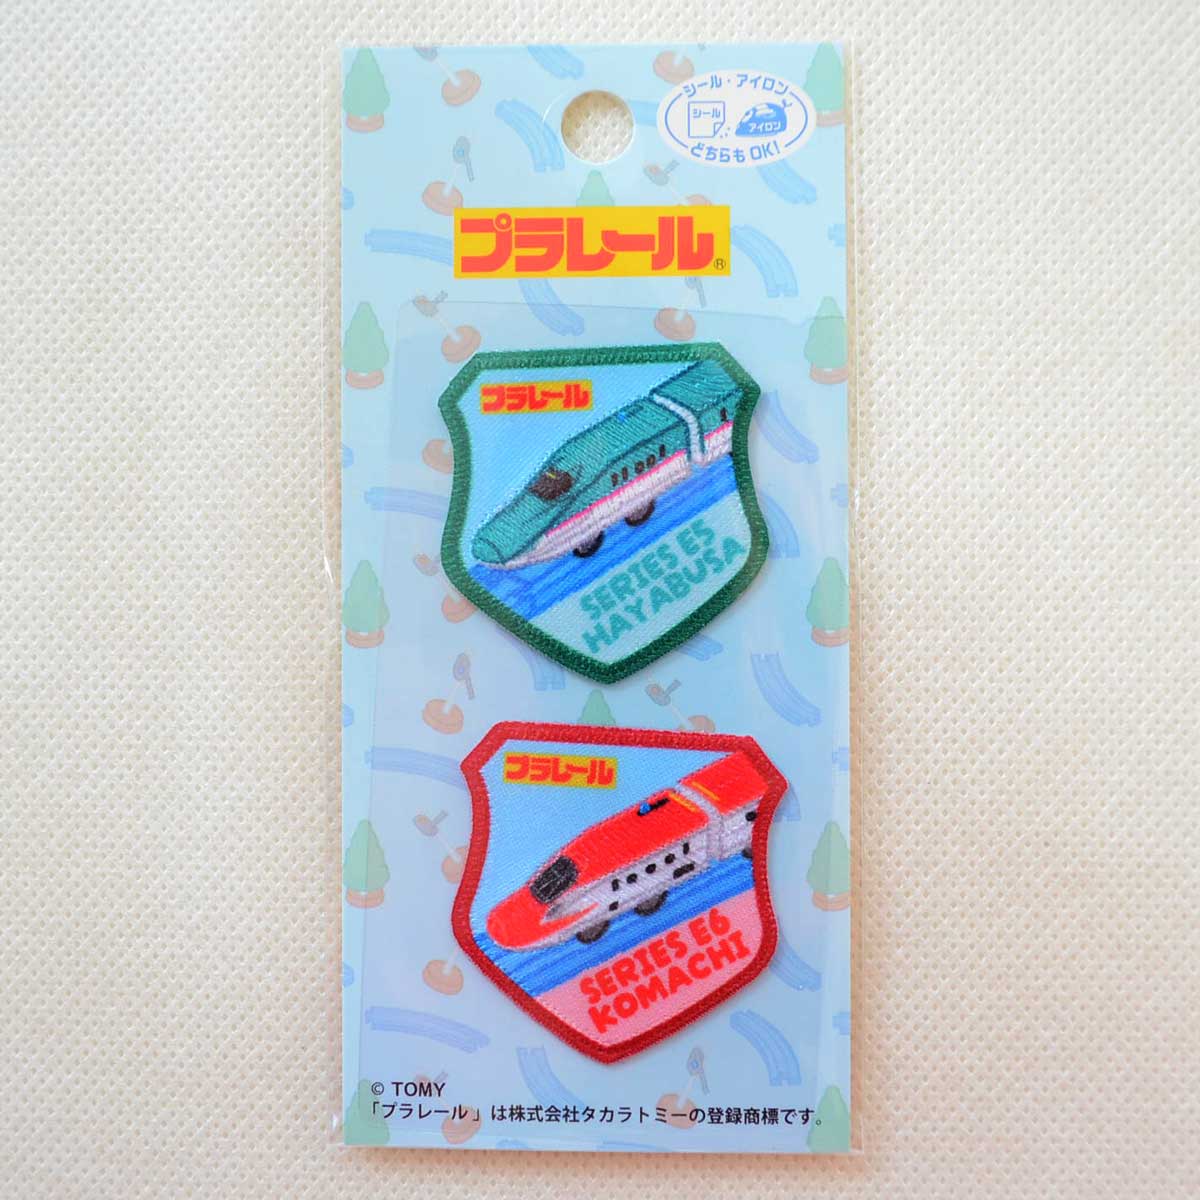 シール・アイロン
シール
アイロン
どちらも OK!
プラレール®
プラレール
SERIES E5
HAYABUSA
プラレール
SERIES E6
KOMACHI
© TOMY
「プラレール」は株式会社タカラトミーの登録商標です。